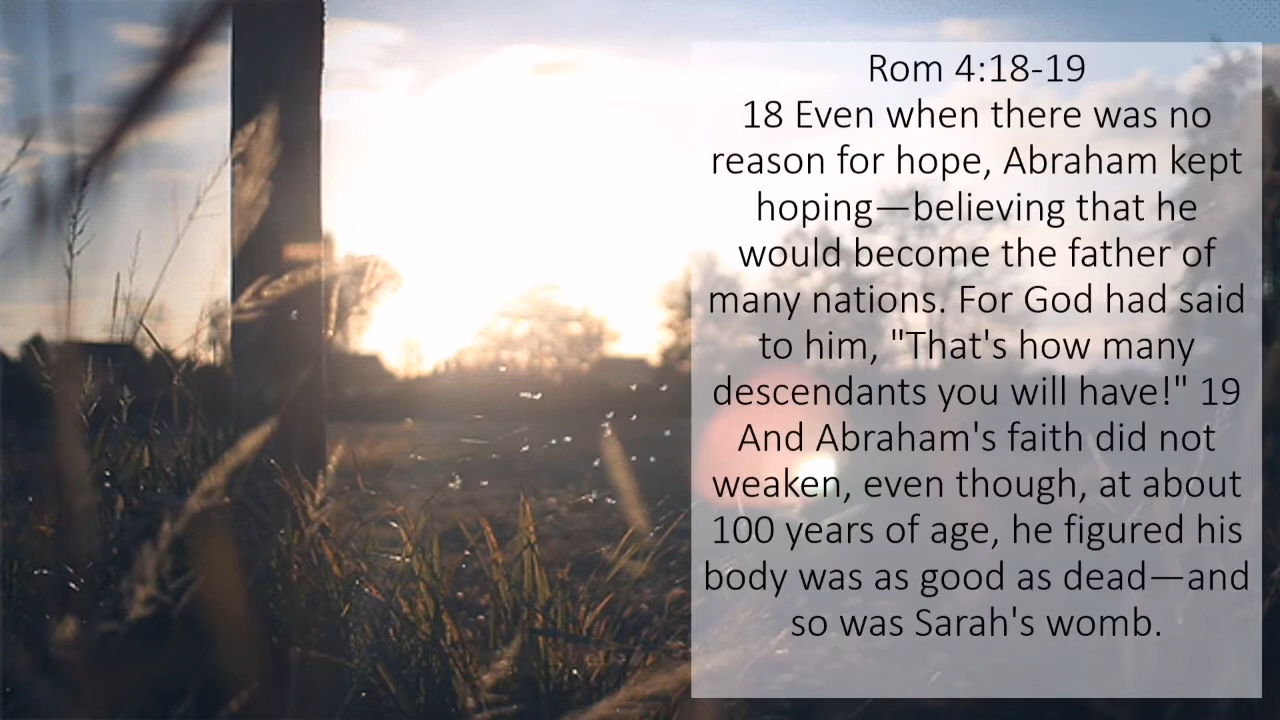 Rom 4:18-19
18 Even when there was no
reason for hope, Abraham kept
hoping—believing that he
would become the father of
many nations. For God had said
to him, "That's how many
descendants you will have!" 19
And Abraham's faith did not
weaken, even though, at about
100 years of age, he figured his
body was as good as dead—and
so was Sarah's womb.